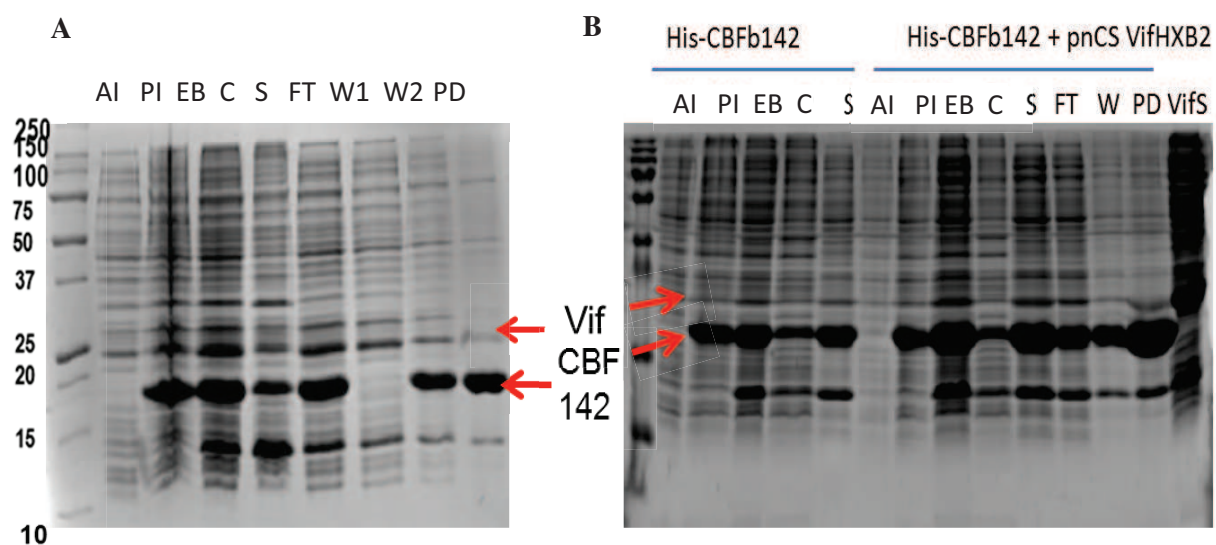 A
AI PI EB C S FT W1 W2 PD
250
150
100
75
50
37
25
20
15
10
Vif
CBF
142
B
His-CBFb142
His-CBFb142 + pnCS VifHXB2
AI PI EB C S AI PI EB C S FT W PD VifS